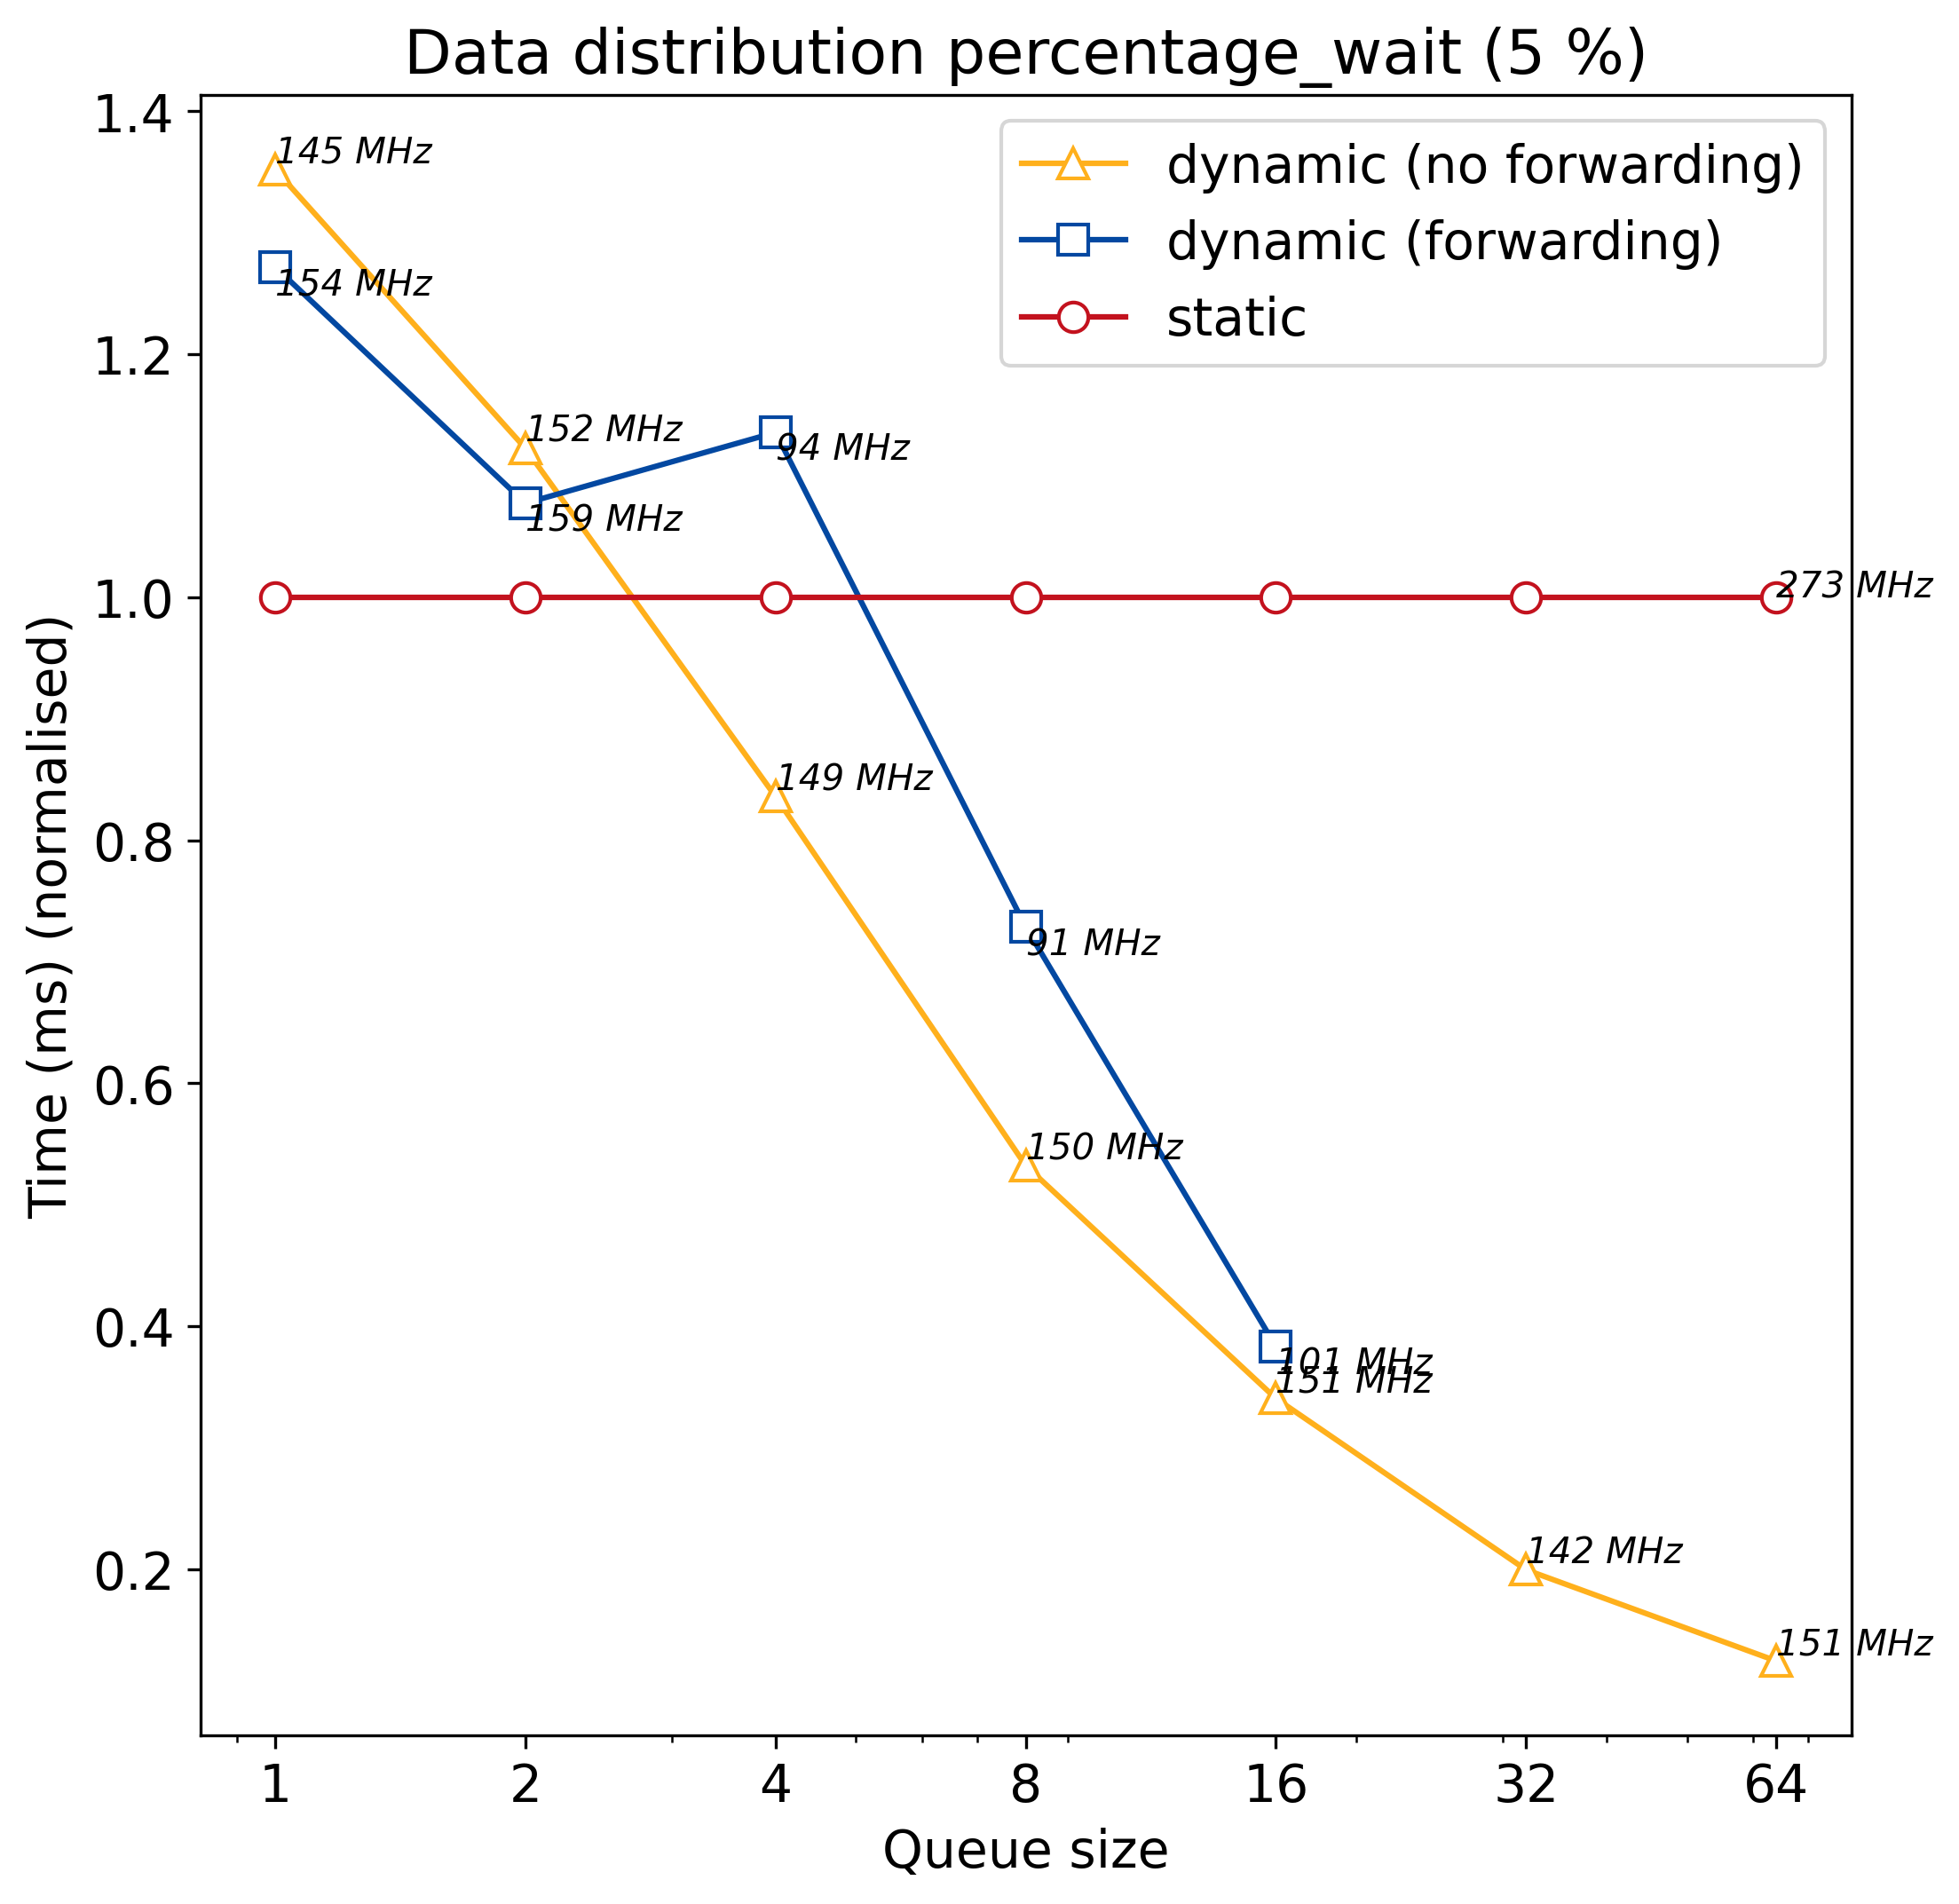 Data distribution percentage_wait (5 %)
1.4
1.2
1.0
0.8
0.6
0.4
0.2
Time (ms) (normalised)
dynamic (no forwarding)
dynamic (forwarding)
static
145 MHz
154 MHz
152 MHz
159 MHz
94 MHz
273 MHz
149 MHz
91 MHz
150 MHz
101 MHz
151 MHz
142 MHz
151 MHz
1 2 4 8 16 32 64
Queue size